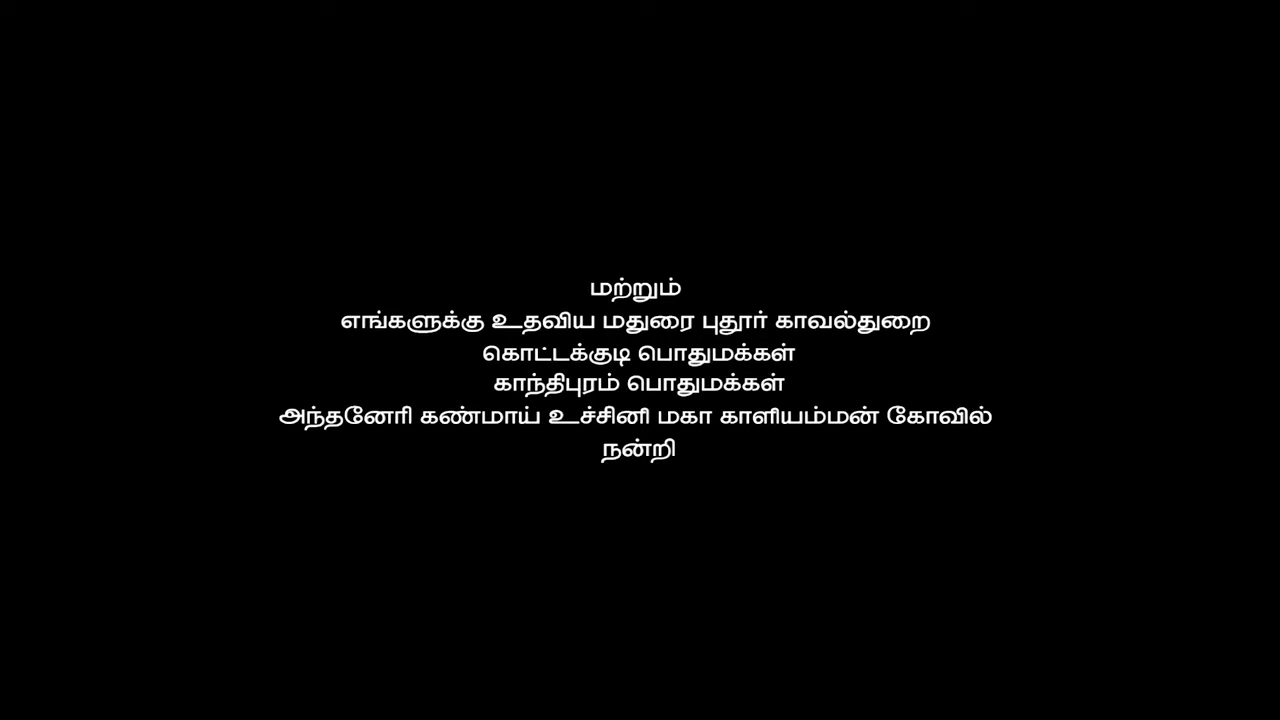 மற்றும்
எங்களுக்கு உதவிய மதுரை புதூர் காவல்துறை
கொட்டக்குடி பொதுமக்கள்
காந்திபுரம் பொதுமக்கள்
அந்தனேரி கண்மாய் உச்சினி மகா காளியம்மன் கோவில்
நன்றி